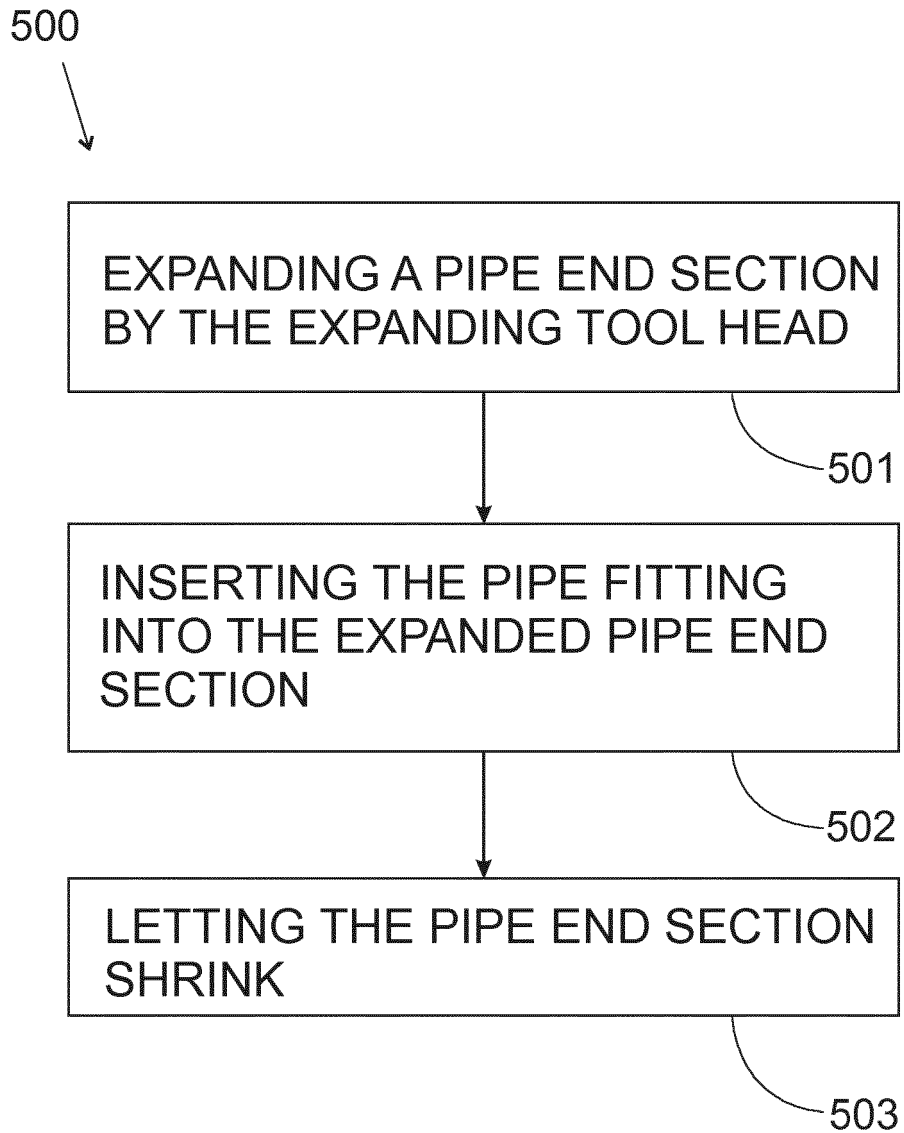 500
EXPANDING A PIPE END SECTION
BY THE EXPANDING TOOL HEAD
501
INSERTING THE PIPE FITTING
INTO THE EXPANDED PIPE END
SECTION
502
LETTING THE PIPE END SECTION
SHRINK
503